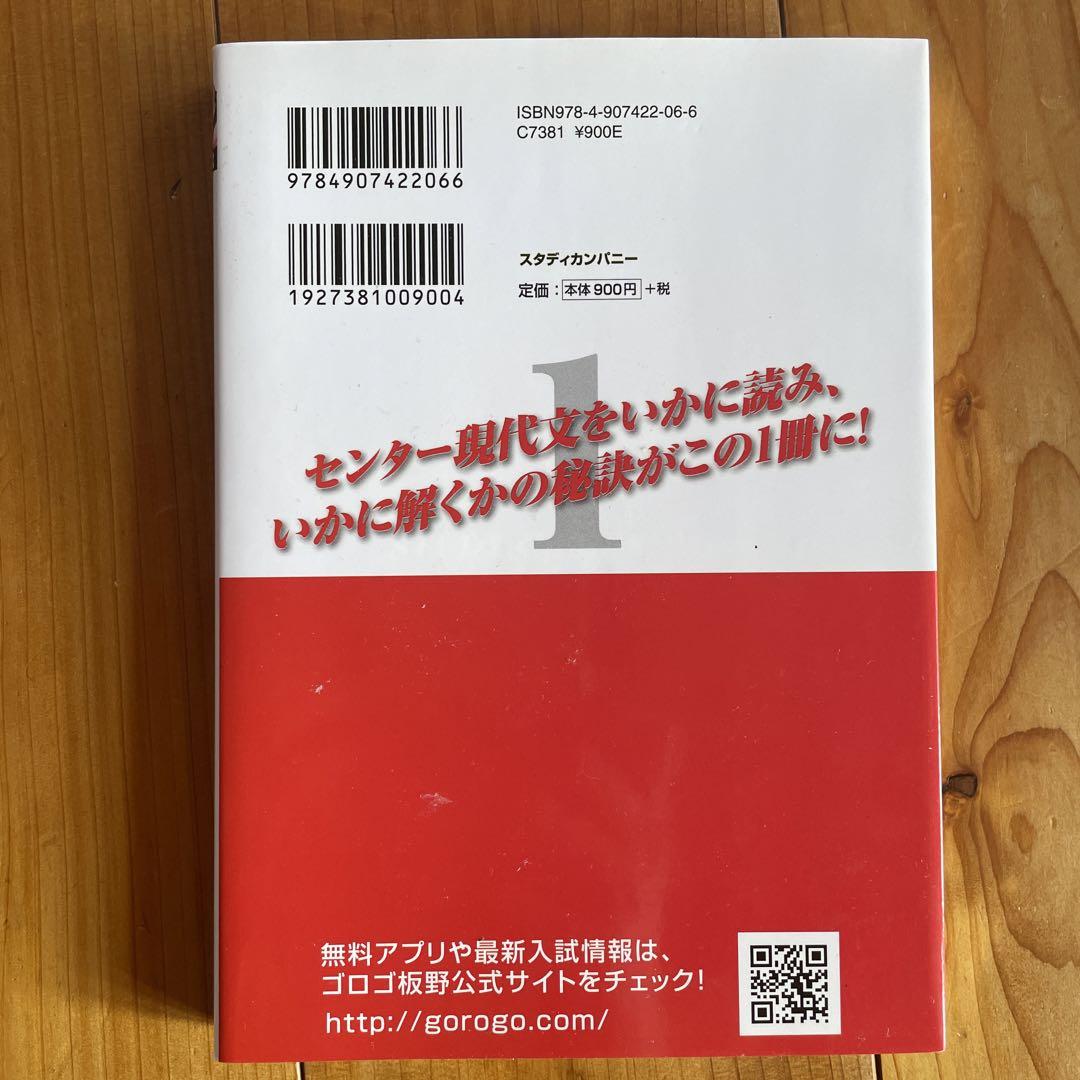 ISBN978-4-907422-06-6
C7381 ¥900E
9784907422066
スタディカンパニー
1927381009004
定価：本体900円+税
1
センター現代文をいかに読み、
いかに解くかの秘訣がこの1冊に!
無料アプリや最新入試情報は、
ゴロゴ板野公式サイトをチェック!
http://gorogo.com/